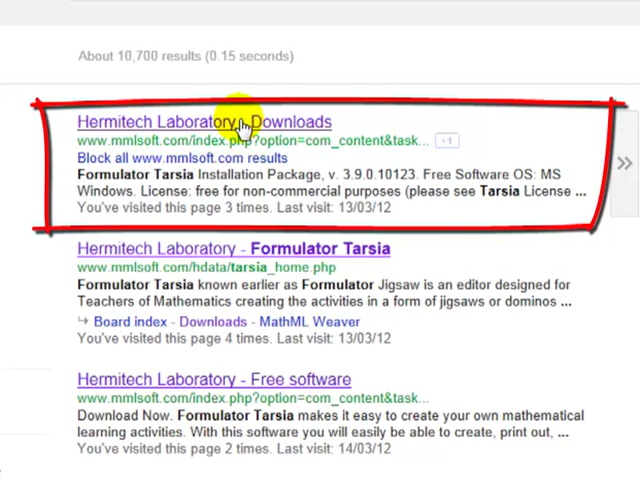 About 10,700 results (0.15 seconds)
Hermitech Laboratory - Downloads
www.mmlsoft.com/index.php?option=com_content&task...
+1
Block all www.mmlsoft.com results
Formulator Tarsia Installation Package, v. 3.9.0.10123. Free Software OS: MS
Windows. License: free for non-commercial purposes (please see Tarsia License ...
You've visited this page 3 times. Last visit: 13/03/12
Hermitech Laboratory - Formulator Tarsia
www.mmlsoft.com/hdata/tarsia_home.php
Formulator Tarsia known earlier as Formulator Jigsaw is an editor designed for
Teachers of Mathematics creating the activities in a form of jigsaws or dominos ...
Board index - Downloads - MathML Weaver
You've visited this page 4 times. Last visit: 13/03/12
Hermitech Laboratory - Free software
www.mmlsoft.com/index.php?option=com_content&task...
Download Now. Formulator Tarsia makes it easy to create your own mathematical
learning activities. With this software you will easily be able to create, print out, ...
You've visited this page 2 times. Last visit: 14/03/12